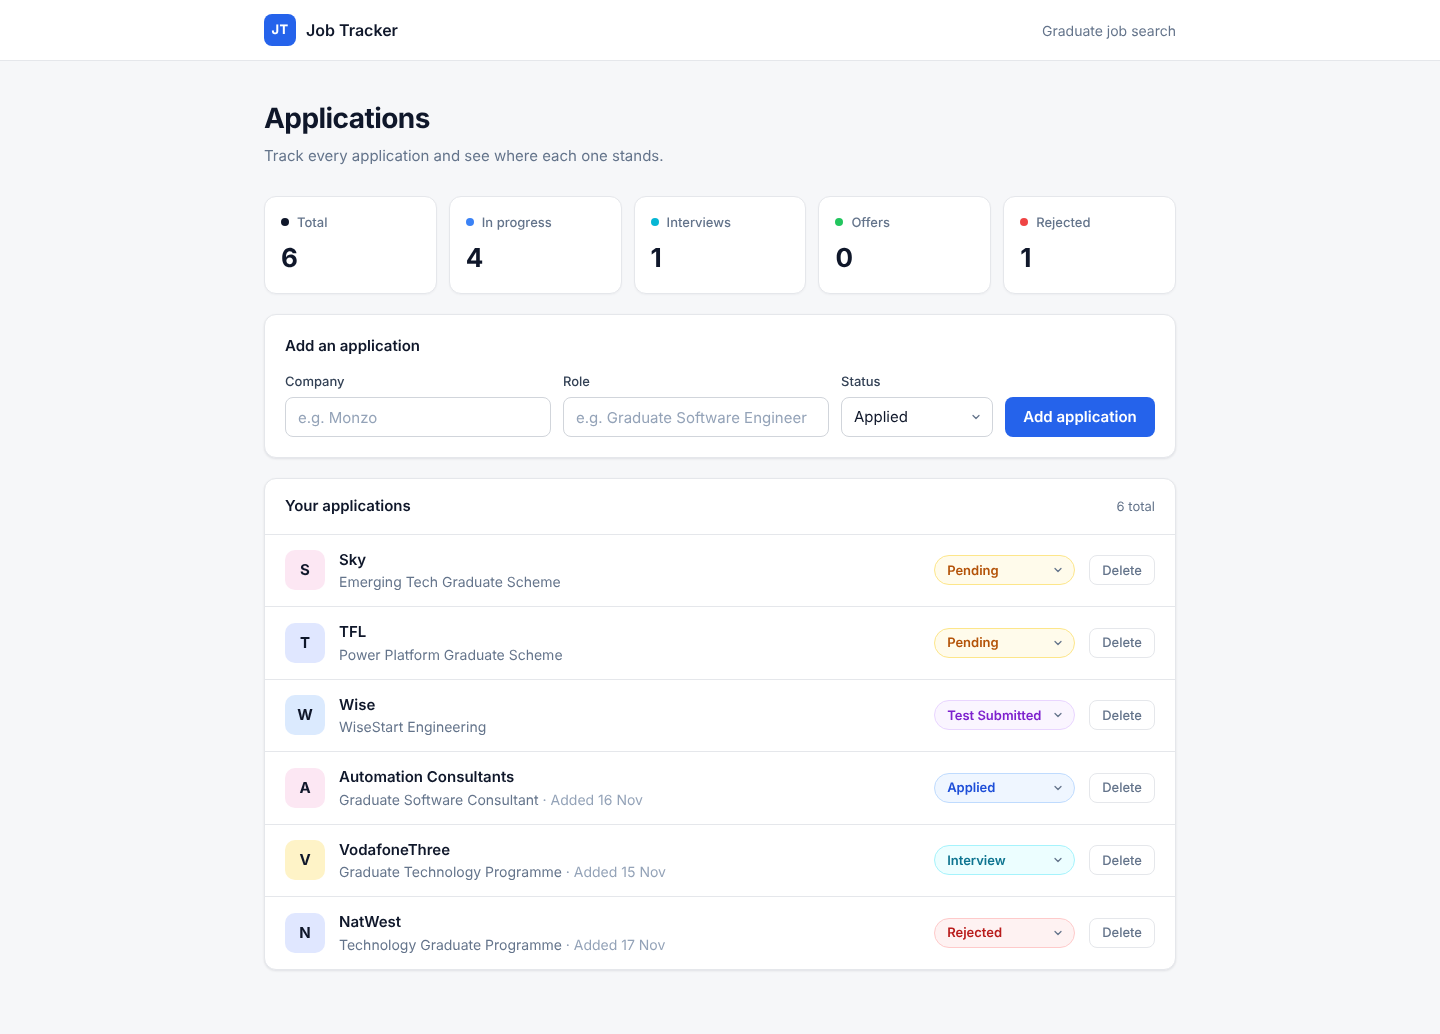 JT Job Tracker
Graduate job search
Applications
Track every application and see where each one stands.
Total
6
In progress
4
Interviews
1
Offers
0
Rejected
1
Add an application
Company
e.g. Monzo
Role
e.g. Graduate Software Engineer
Status
Applied
Add application
Your applications
6 total
S
Sky
Emerging Tech Graduate Scheme
Pending
Delete
T
TFL
Power Platform Graduate Scheme
Pending
Delete
W
Wise
WiseStart Engineering
Test Submitted
Delete
A
Automation Consultants
Graduate Software Consultant · Added 16 Nov
Applied
Delete
V
VodafoneThree
Graduate Technology Programme · Added 15 Nov
Interview
Delete
N
NatWest
Technology Graduate Programme · Added 17 Nov
Rejected
Delete